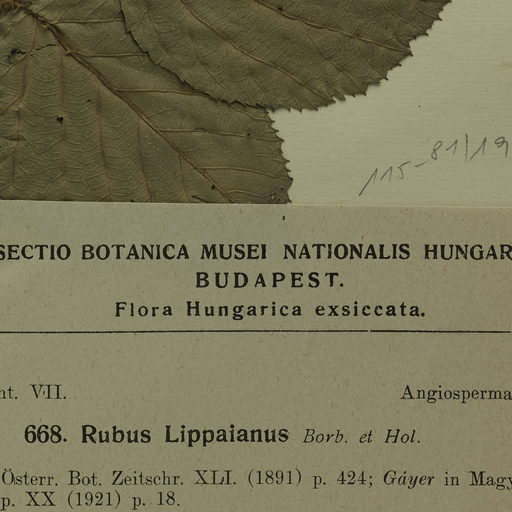 115-81/19
SECTIO BOTANICA MUSEI NATIONALIS HUNGAR
BUDAPEST.
Flora Hungarica exsiccata.
nt. VII. Angiosperma
668. Rubus Lippaianus Borb. et Hol.
Österr. Bot. Zeitschr. XLI. (1891) p. 424; Gáyer in Magy
p. XX (1921) p. 18.